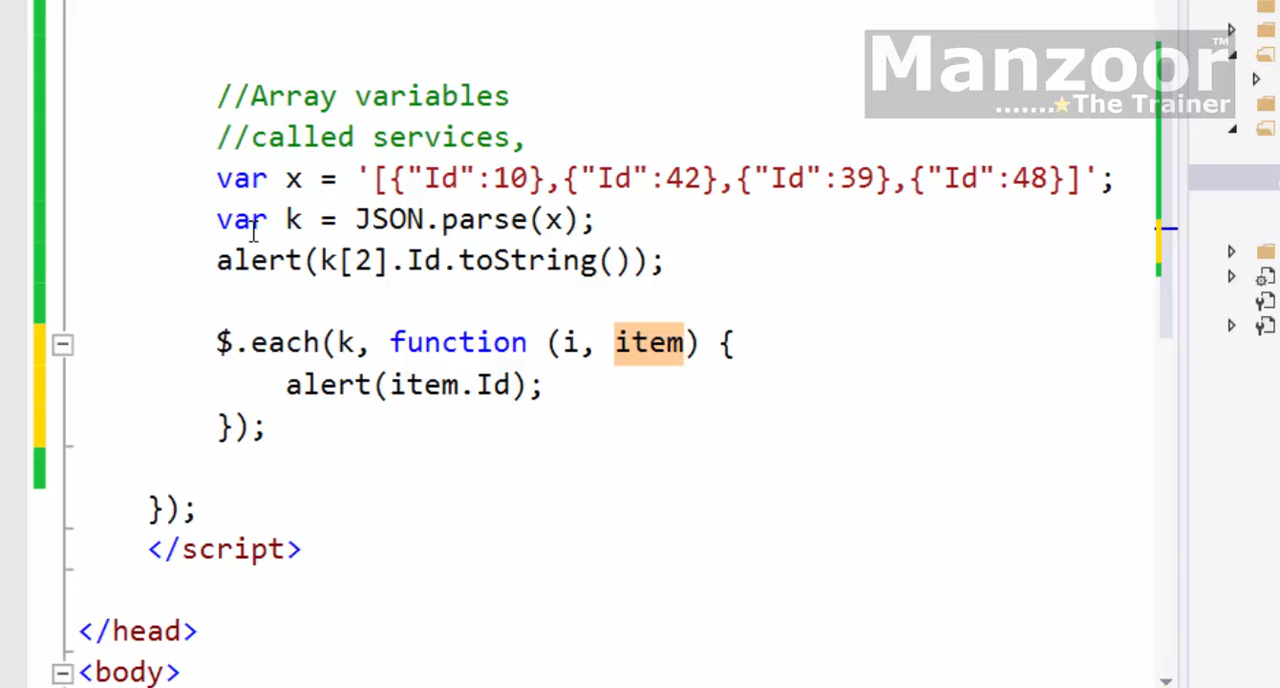 Manzoor™
.......★The Trainer
//Array variables
//called services,
var x = '[{"Id":10},{"Id":42},{"Id":39},{"Id":48}]';
var k = JSON.parse(x);
alert(k[2].Id.toString());
$.each(k, function (i, item) {
alert(item.Id);
});
});
</script>
</head>
<body>